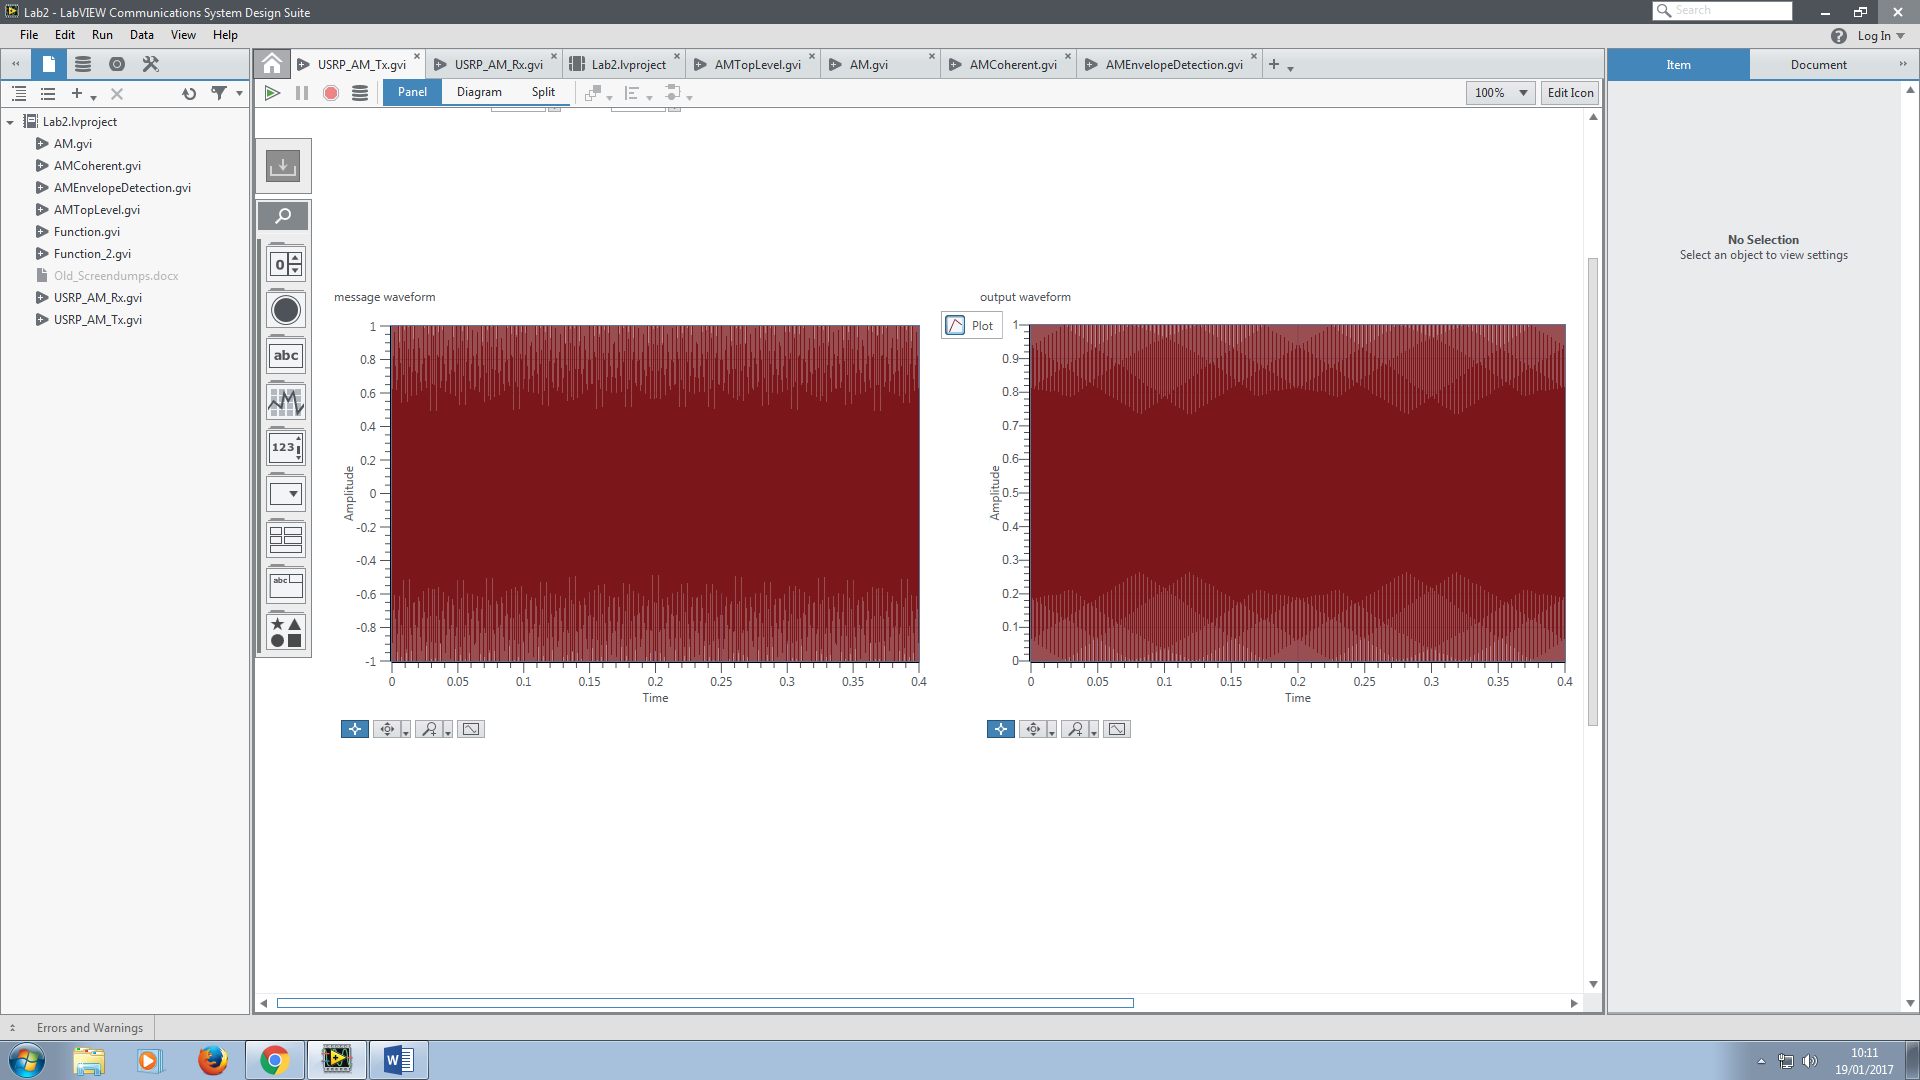 Lab2 - LabVIEW Communications System Design Suite
Search
File Edit Run Data View Help
Log In
USRP_AM_Tx.gvi USRP_AM_Rx.gvi Lab2.lvproject AMTopLevel.gvi AM.gvi AMCoherent.gvi AMEnvelopeDetection.gvi
Item Document
Panel Diagram Split
100% Edit Icon
Lab2.lvproject
AM.gvi
AMCoherent.gvi
AMEnvelopeDetection.gvi
AMTopLevel.gvi
Function.gvi
Function_2.gvi
Old_Screendumps.docx
USRP_AM_Rx.gvi
USRP_AM_Tx.gvi
0
abc
123
abc
message waveform
1
0.8
0.6
0.4
0.2
0
-0.2
-0.4
-0.6
-0.8
-1
Amplitude
0 0.05 0.1 0.15 0.2 0.25 0.3 0.35 0.4
Time
output waveform
Plot
1
0.9
0.8
0.7
0.6
0.5
0.4
0.3
0.2
0.1
0
Amplitude
0 0.05 0.1 0.15 0.2 0.25 0.3 0.35 0.4
Time
No Selection
Select an object to view settings
Errors and Warnings
10:11
19/01/2017